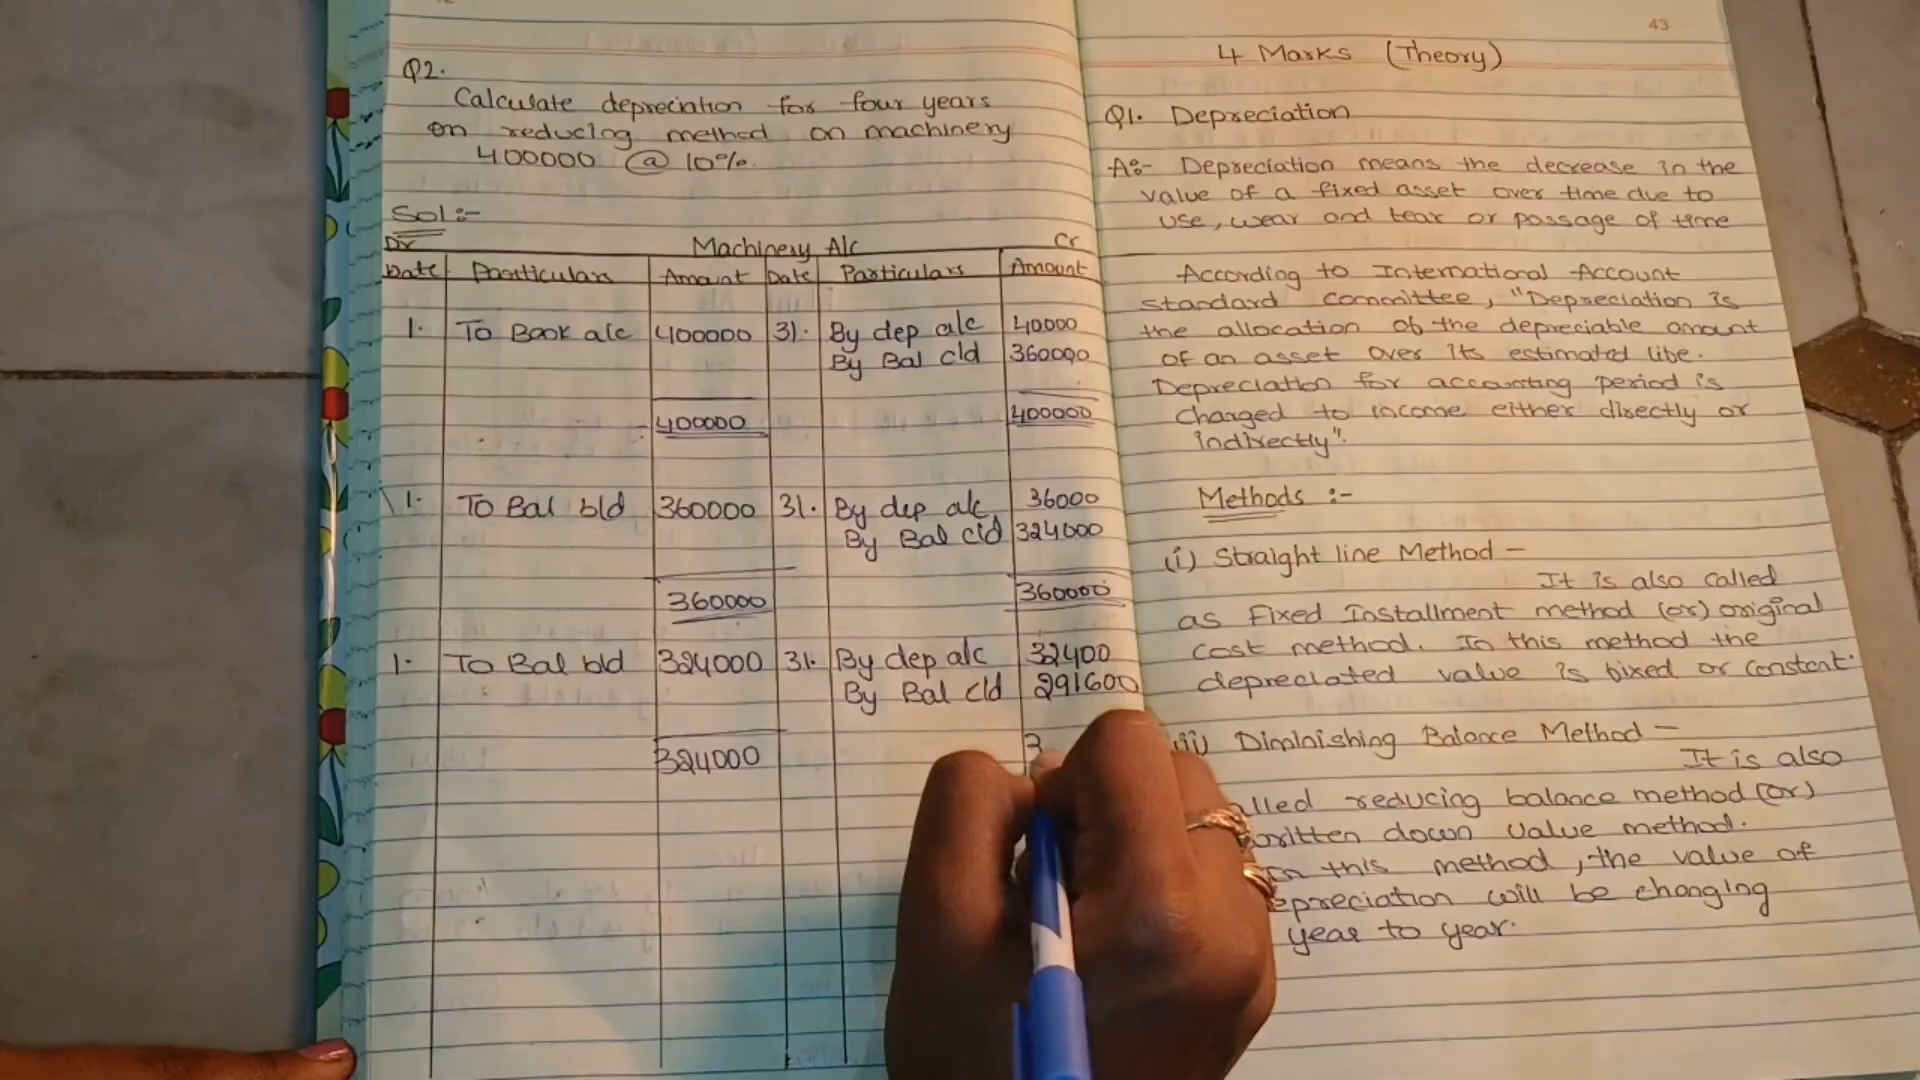 Q2.
Calculate depreciation for four years
on reducing method on machinery
400000 @ 10%.
Sol:-
Dr Machinery A/c Cr
Date Paarticulars Amount Date Particulars Amount
1. To Book a/c 400000 31. By dep a/c 40000
By Bal c/d 360000
400000 400000
1. To Bal b/d 360000 31. By dep a/c 36000
By Bal c/d 324000
360000 360000
1. To Bal b/d 324000 31. By dep a/c 32400
By Bal c/d 291600
324000 3
43
4 Marks (Theory)
Q1. Depreciation
A:- Depreciation means the decrease in the
value of a fixed asset over time due to
use, wear and tear or passage of time
According to International Account
standard committee, "Depreciation is
the allocation of the depreciable amount
of an asset over its estimated life.
Depreciation for accounting period is
charged to income either directly or
indirectly".
Methods :-
(i) Straight line Method -
It is also called
as Fixed Installment method (or) original
cost method. In this method the
depreciated value is fixed or constant.
ii) Diminishing Balance Method -
It is also
alled reducing balance method (or)
written down value method.
In this method, the value of
epreciation will be changing
year to year.